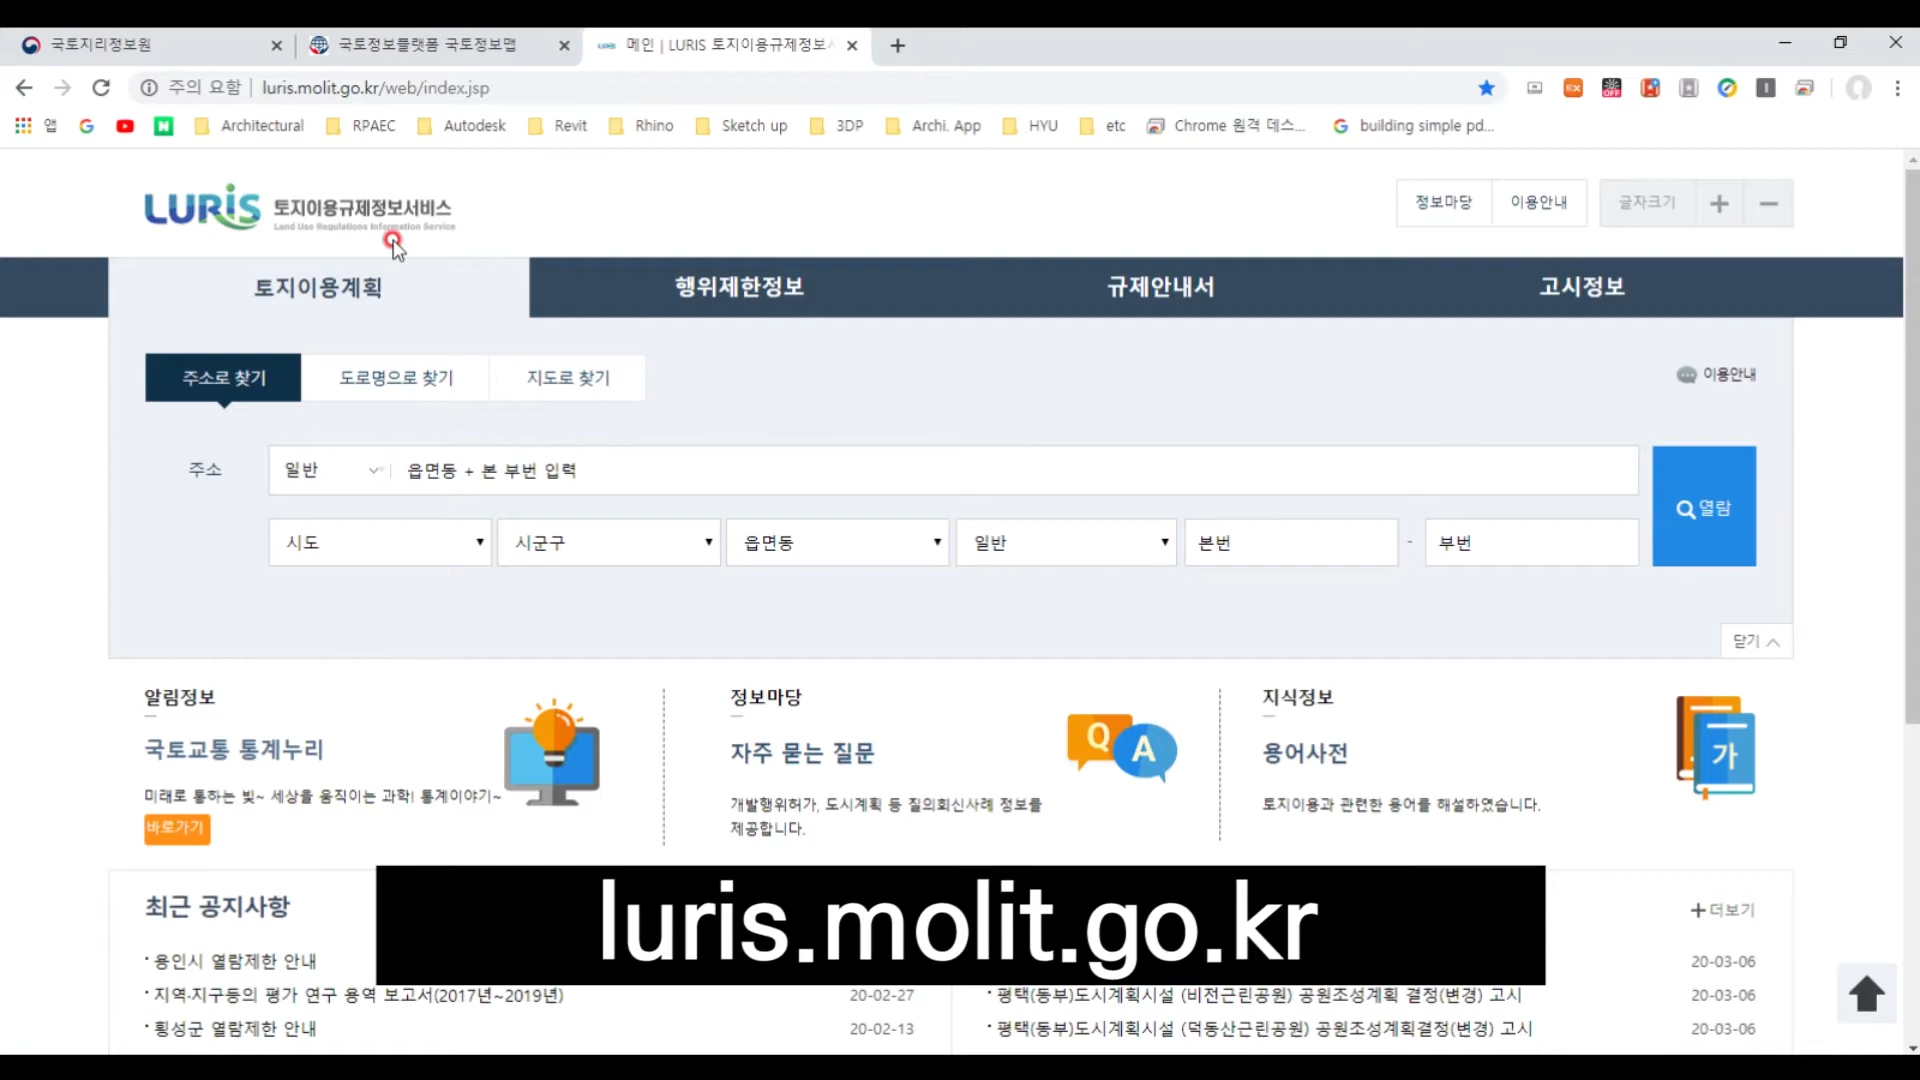 국토지리정보원
국토정보플랫폼 국토정보맵
메인 | LURIS 토지이용규제정보
주의 요함 | luris.molit.go.kr/web/index.jsp
앱 Architectural RPAEC Autodesk Revit Rhino Sketch up 3DP Archi. App HYU etc Chrome 원격 데스... building simple pd...
LURIS 토지이용규제정보서비스
Land Use Regulations Information Service
정보마당 이용안내 글자크기 + −
토지이용계획 행위제한정보 규제안내서 고시정보
주소로 찾기 도로명으로 찾기 지도로 찾기 이용안내
주소 일반 읍면동 + 본 부번 입력
시도 시군구 읍면동 일반 본번 - 부번
열람
닫기
알림정보
국토교통 통계누리
미래로 통하는 빛~ 세상을 움직이는 과학! 통계이야기~
바로가기
정보마당
자주 묻는 질문
개발행위허가, 도시계획 등 질의회신사례 정보를
제공합니다.
Q A
지식정보
용어사전
토지이용과 관련한 용어를 해설하였습니다.
가
최근 공지사항
+더보기
luris.molit.go.kr
· 용인시 열람제한 안내
20-03-06
· 지역·지구등의 평가 연구 용역 보고서(2017년~2019년) 20-02-27
· 평택(동부)도시계획시설 (비전근린공원) 공원조성계획 결정(변경) 고시 20-03-06
· 횡성군 열람제한 안내 20-02-13
· 평택(동부)도시계획시설 (덕동산근린공원) 공원조성계획결정(변경) 고시 20-03-06